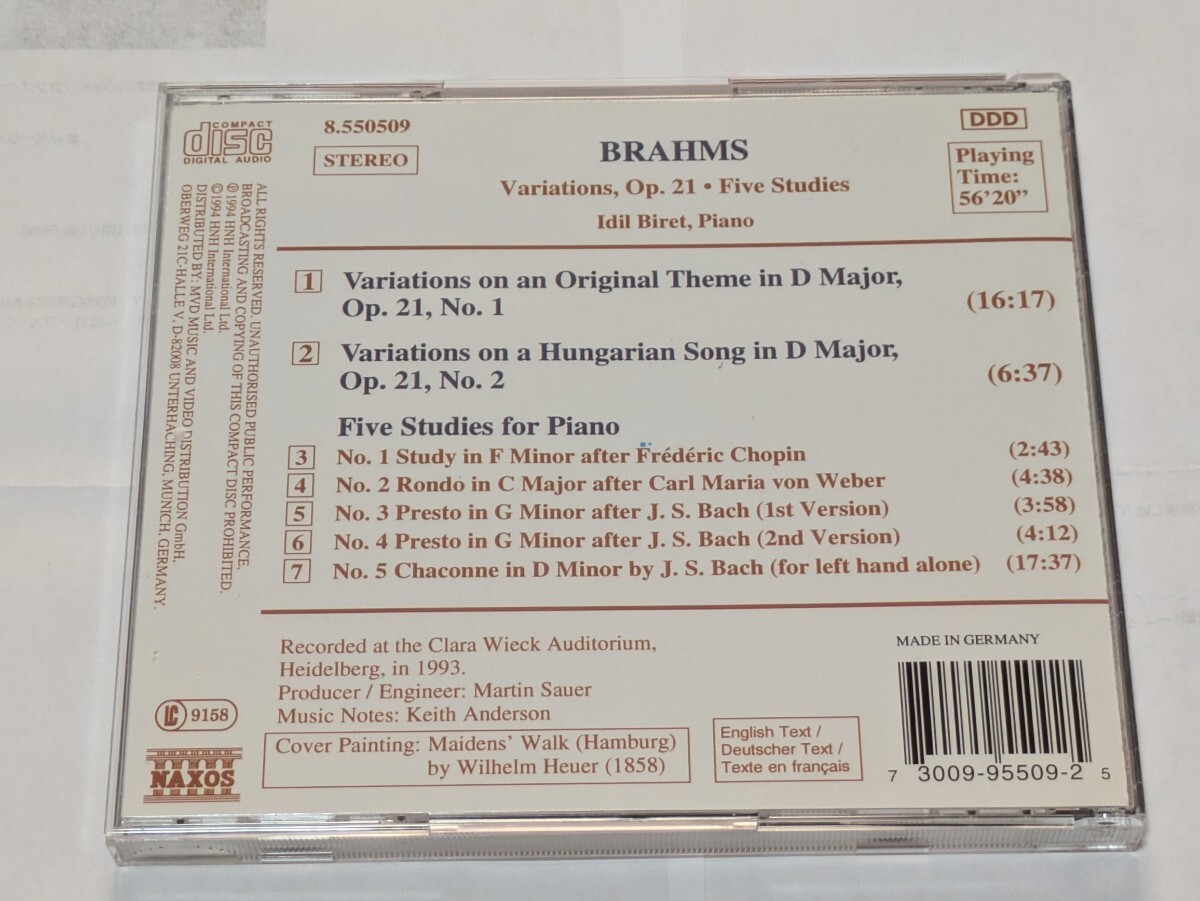 COMPACT
disc
DIGITAL AUDIO
8.550509
STEREO
BRAHMS
Variations, Op. 21 • Five Studies
Idil Biret, Piano
DDD
Playing
Time:
56'20”
1 Variations on an Original Theme in D Major,
Op. 21, No. 1 (16:17)
2 Variations on a Hungarian Song in D Major,
Op. 21, No. 2 (6:37)
Five Studies for Piano
3 No. 1 Study in F Minor after Frédéric Chopin (2:43)
4 No. 2 Rondo in C Major after Carl Maria von Weber (4:38)
5 No. 3 Presto in G Minor after J. S. Bach (1st Version) (3:58)
6 No. 4 Presto in G Minor after J. S. Bach (2nd Version) (4:12)
7 No. 5 Chaconne in D Minor by J. S. Bach (for left hand alone) (17:37)
ALL RIGHTS RESERVED. UNAUTHORISED PUBLIC PERFORMANCE,
BROADCASTING AND COPYING OF THIS COMPACT DISC PROHIBITED.
℗ 1994 HNH International Ltd.
© 1994 HNH International Ltd.
DISTRIBUTED BY: MVD MUSIC AND VIDEO DISTRIBUTION GmbH,
OBERWEG 21C-HALLE V, D-82008 UNTERHACHING, MUNICH, GERMANY.
Recorded at the Clara Wieck Auditorium,
Heidelberg, in 1993.
Producer / Engineer: Martin Sauer
Music Notes: Keith Anderson
Cover Painting: Maidens' Walk (Hamburg)
by Wilhelm Heuer (1858)
English Text /
Deutscher Text /
Texte en français
MADE IN GERMANY
7 3009-95509-2 5
LC 9158
NAXOS